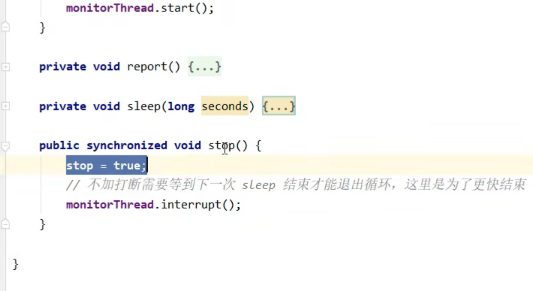 monitorThread.start();
}
private void report() {...}
private void sleep(long seconds) {...}
public synchronized void stop() {
stop = true;
// 不加打断需要等到下一次 sleep 结束才能退出循环，这里是为了更快结束
monitorThread.interrupt();
}
}